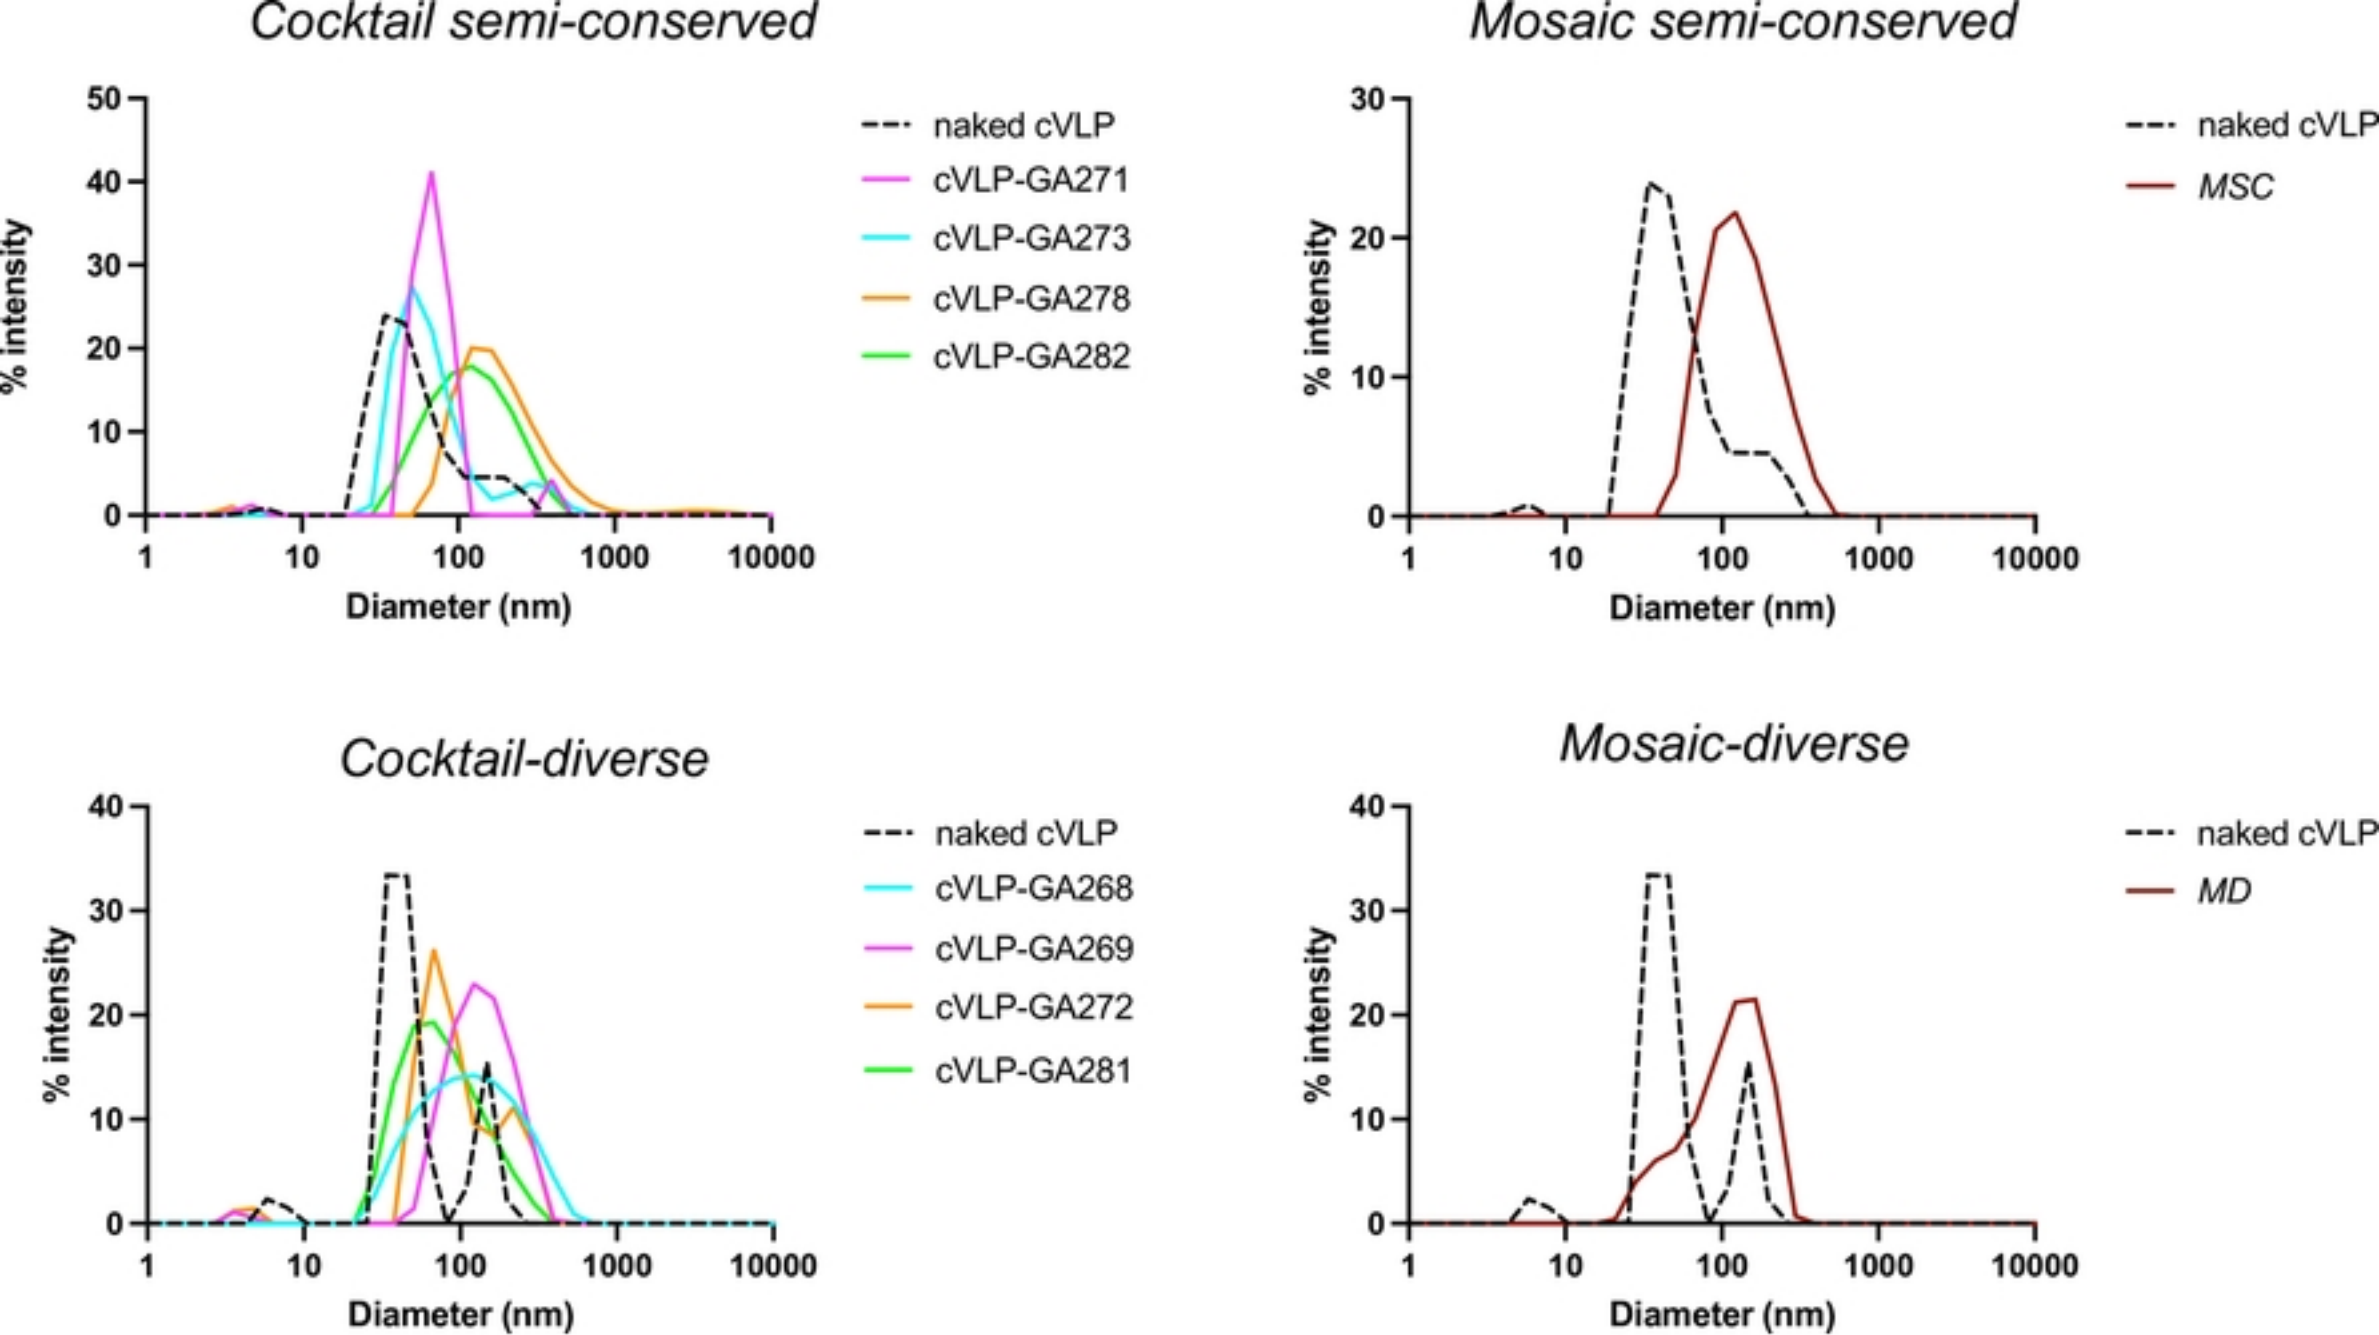 Cocktail semi-conserved
50
40
30
20
10
0
% intensity
1 10 100 1000 10000
Diameter (nm)
naked cVLP
cVLP-GA271
cVLP-GA273
cVLP-GA278
cVLP-GA282
Mosaic semi-conserved
30
20
10
0
% intensity
1 10 100 1000 10000
Diameter (nm)
naked cVLP
MSC
Cocktail-diverse
40
30
20
10
0
% intensity
1 10 100 1000 10000
Diameter (nm)
naked cVLP
cVLP-GA268
cVLP-GA269
cVLP-GA272
cVLP-GA281
Mosaic-diverse
40
30
20
10
0
% intensity
1 10 100 1000 10000
Diameter (nm)
naked cVLP
MD